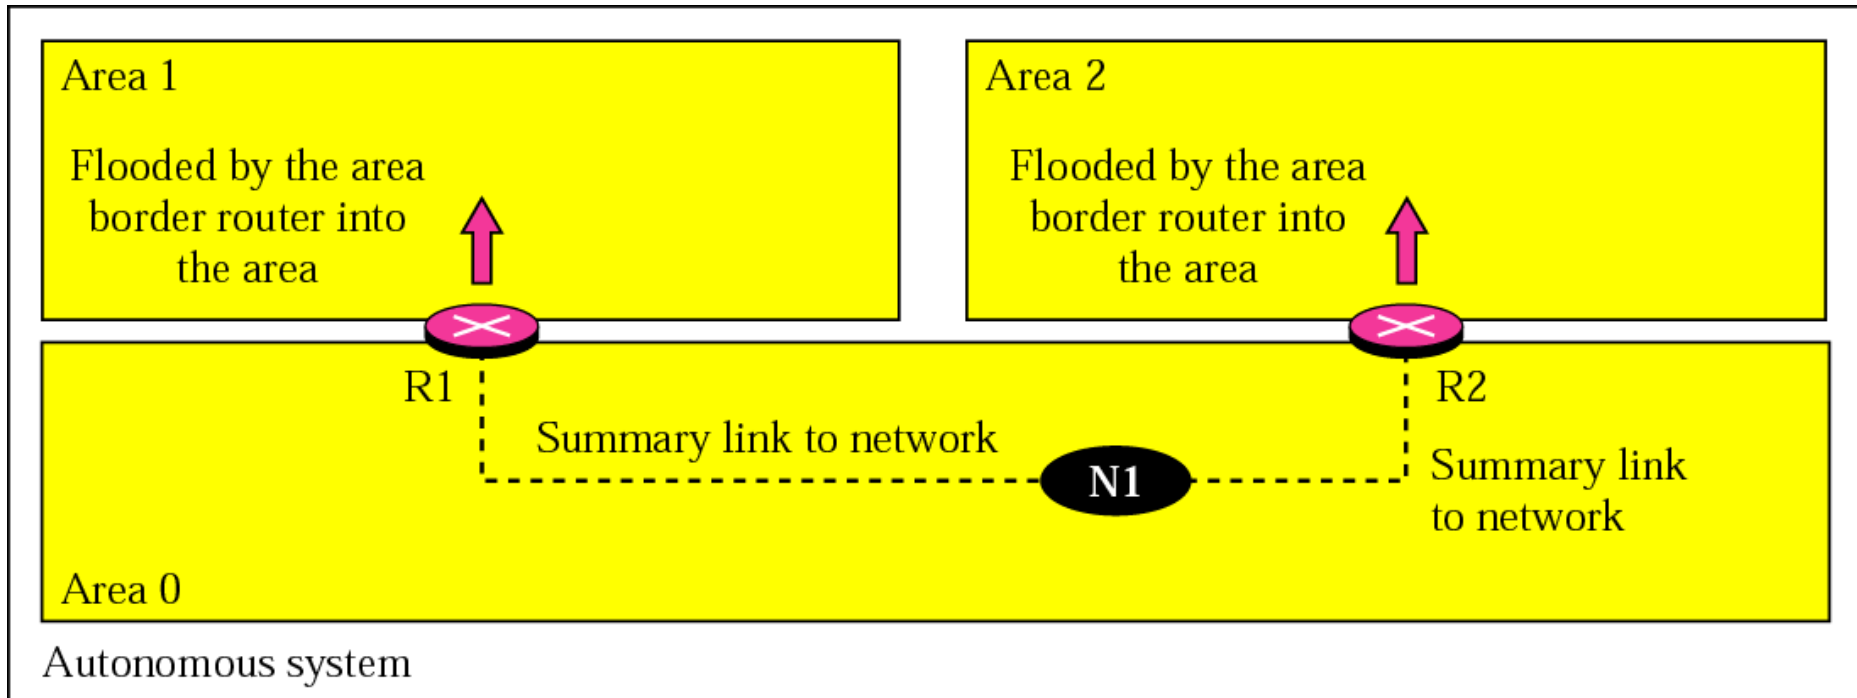 Area 1
Flooded by the area
border router into
the area
Area 2
Flooded by the area
border router into
the area
R1
R2
Summary link to network
N1
Summary link
to network
Area 0
Autonomous system